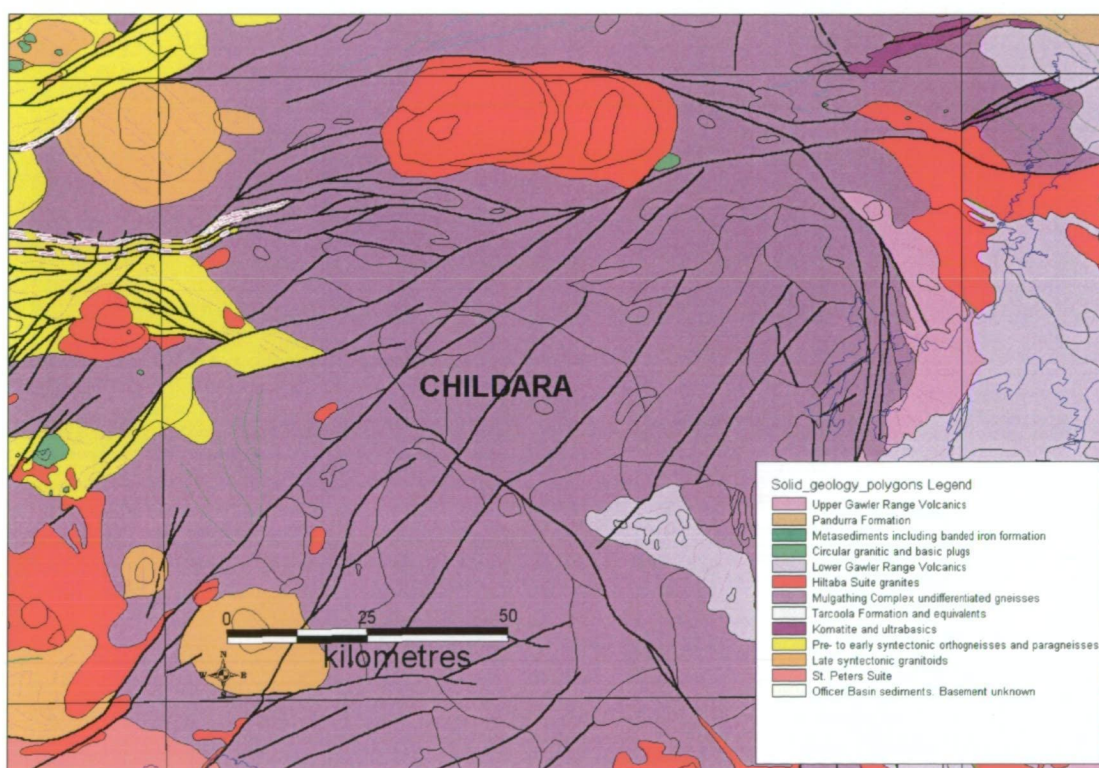 CHILDARA
Solid_geology_polygons Legend
Upper Gawler Range Volcanics
Pandurra Formation
Metasediments including banded iron formation
Circular granitic and basic plugs
Lower Gawler Range Volcanics
Hiltaba Suite granites
Mulgathing Complex undifferentiated gneisses
Tarcoola Formation and equivalents
Komatite and ultrabasics
Pre- to early syntectonic orthogneisses and paragneisses
Late syntectonic granitoids
St. Peters Suite
Officer Basin sediments. Basement unknown
0 25 50
kilometres
N
W E
S